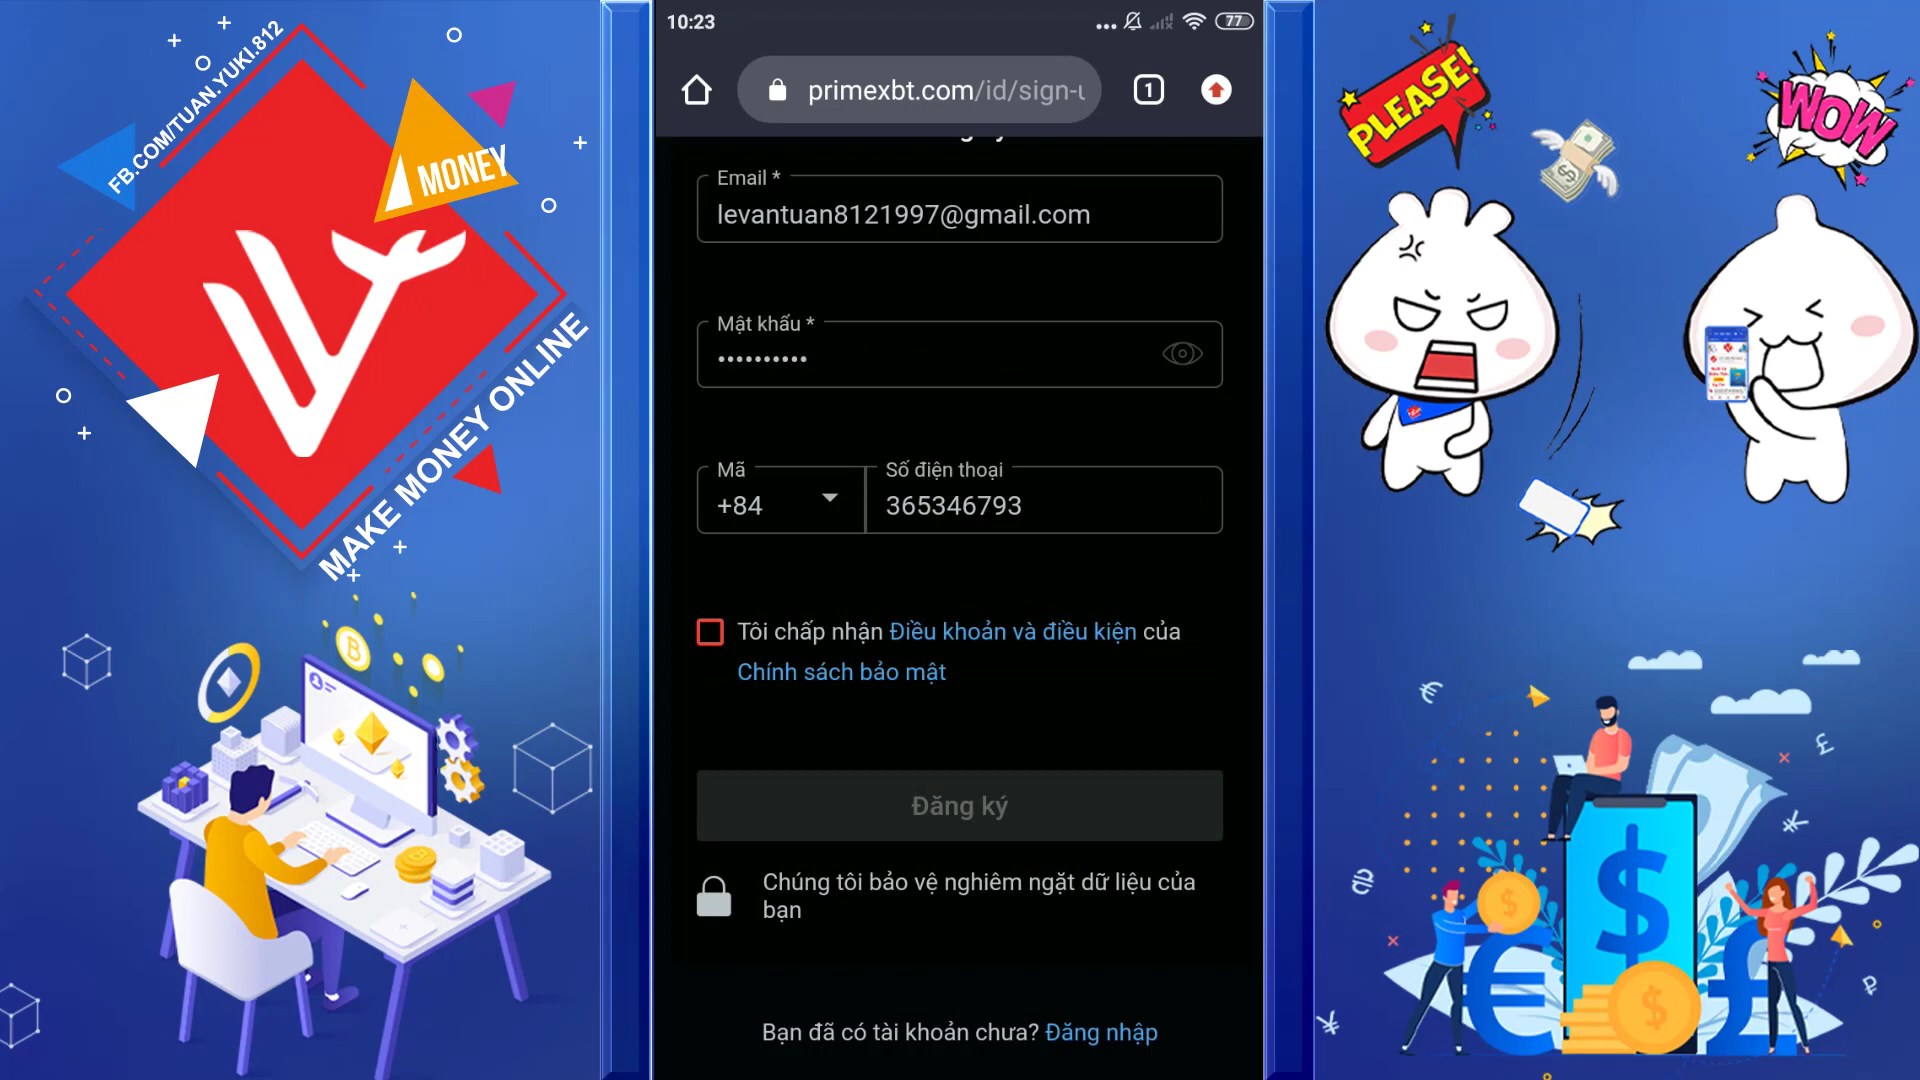 FB.COM/TUAN.YUKI.812
MONEY
MAKE MONEY ONLINE
10:23
77
primexbt.com/id/sign-u
1
Email *
levantuan8121997@gmail.com
Mật khẩu *
••••••••••
Mã
+84
Số điện thoại
365346793
Tôi chấp nhận Điều khoản và điều kiện của
Chính sách bảo mật
Đăng ký
Chúng tôi bảo vệ nghiêm ngặt dữ liệu của
bạn
Bạn đã có tài khoản chưa? Đăng nhập
PLEASE!
WOW